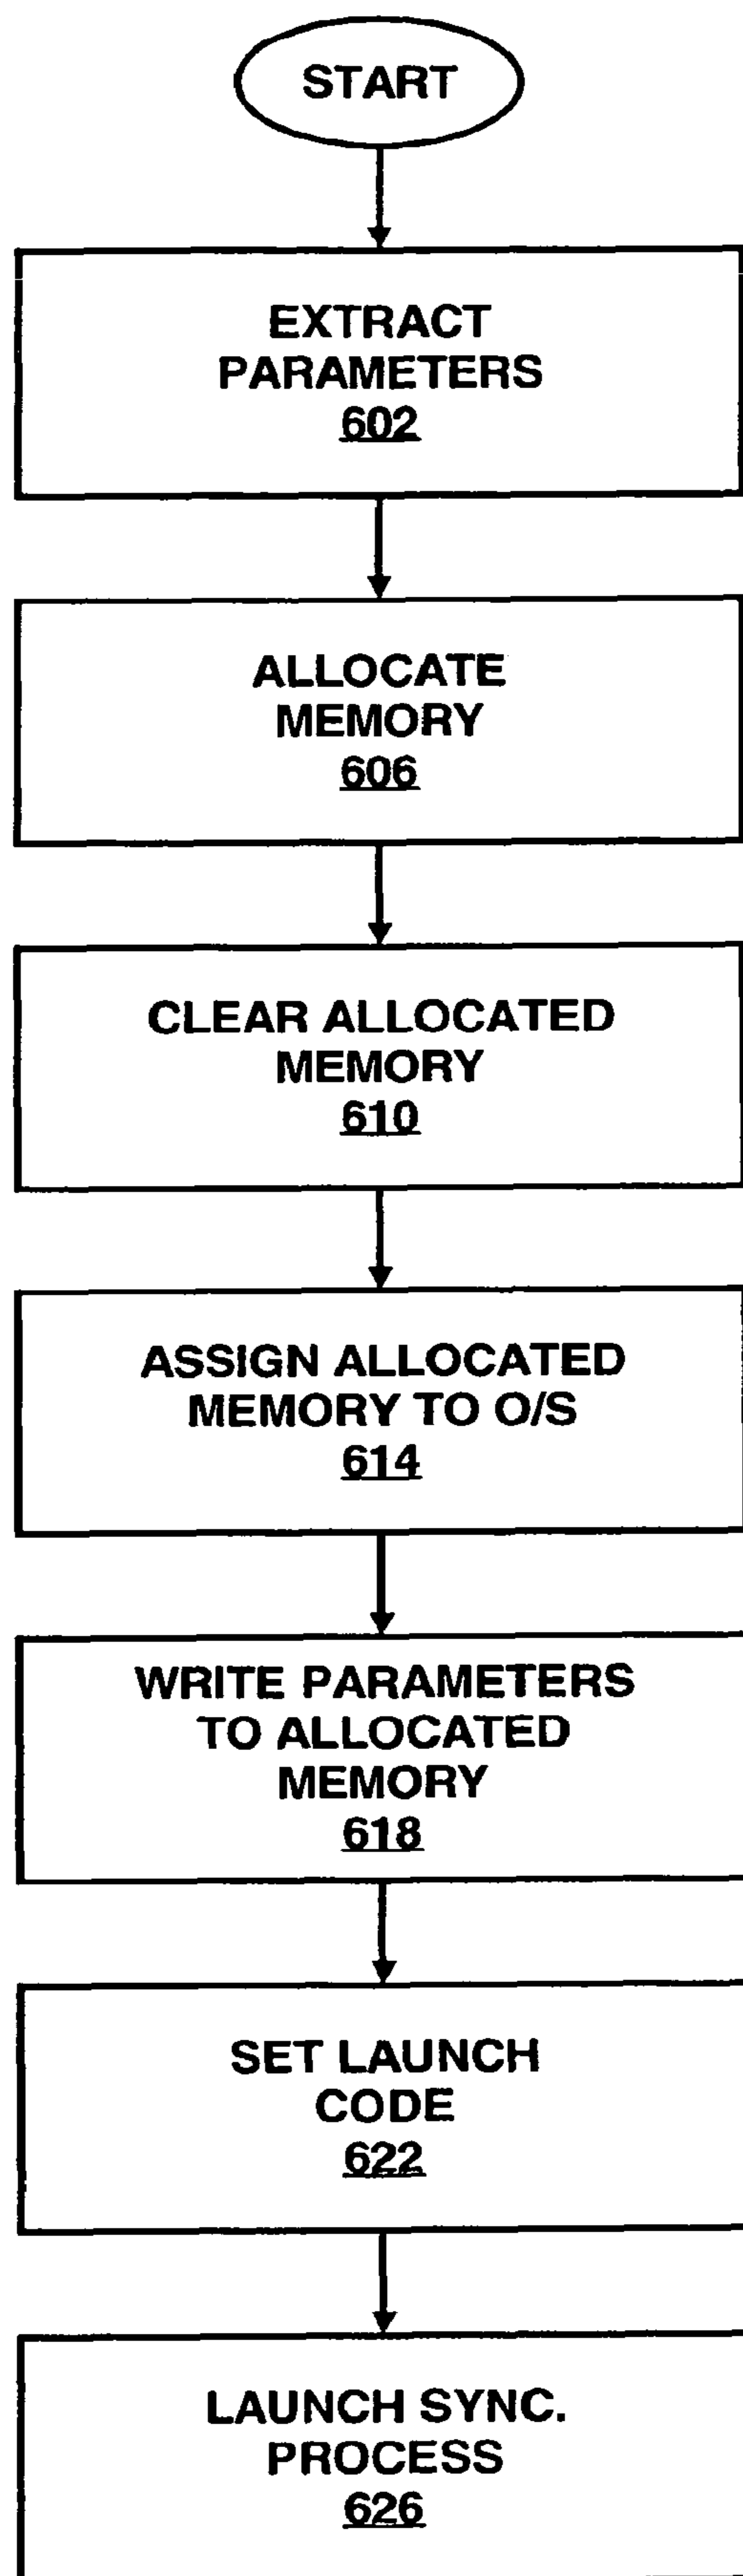 START
EXTRACT
PARAMETERS
602
ALLOCATE
MEMORY
606
CLEAR ALLOCATED
MEMORY
610
ASSIGN ALLOCATED
MEMORY TO O/S
614
WRITE PARAMETERS
TO ALLOCATED
MEMORY
618
SET LAUNCH
CODE
622
LAUNCH SYNC.
PROCESS
626